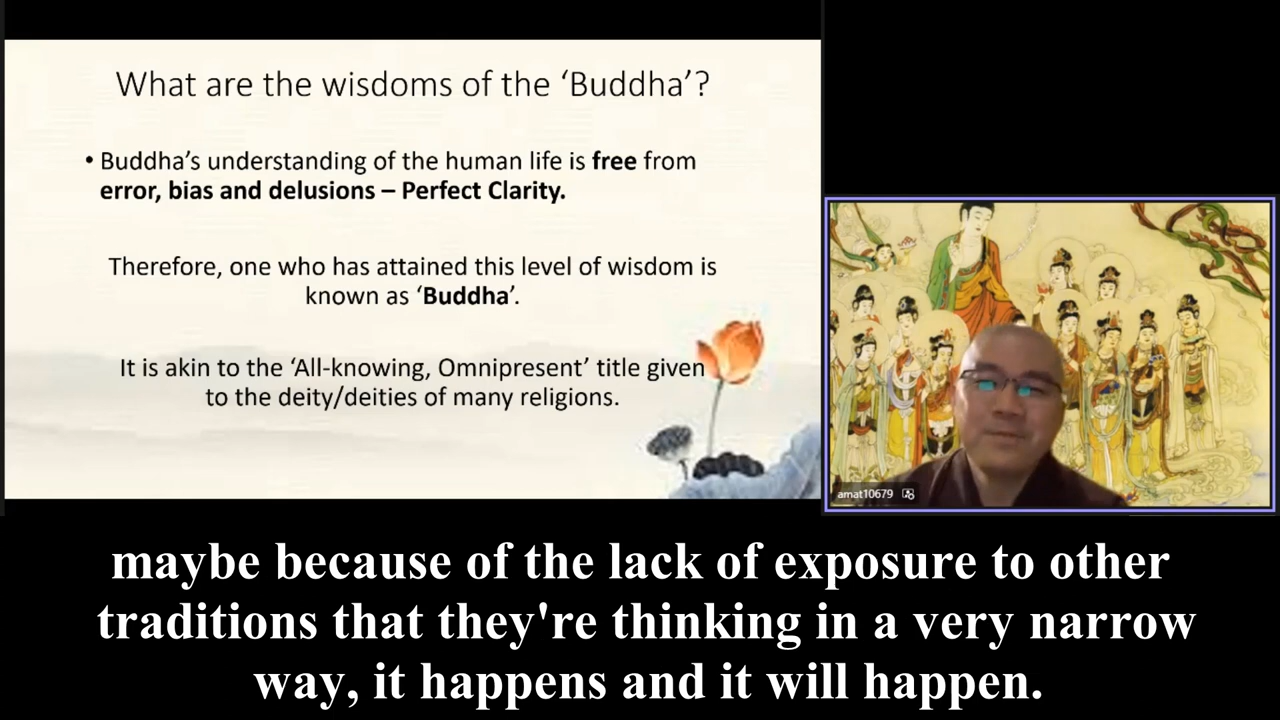 What are the wisdoms of the ‘Buddha’?
• Buddha’s understanding of the human life is free from
error, bias and delusions – Perfect Clarity.
Therefore, one who has attained this level of wisdom is
known as ‘Buddha’.
It is akin to the ‘All-knowing, Omnipresent’ title given
to the deity/deities of many religions.
amat10679
maybe because of the lack of exposure to other
traditions that they're thinking in a very narrow
way, it happens and it will happen.